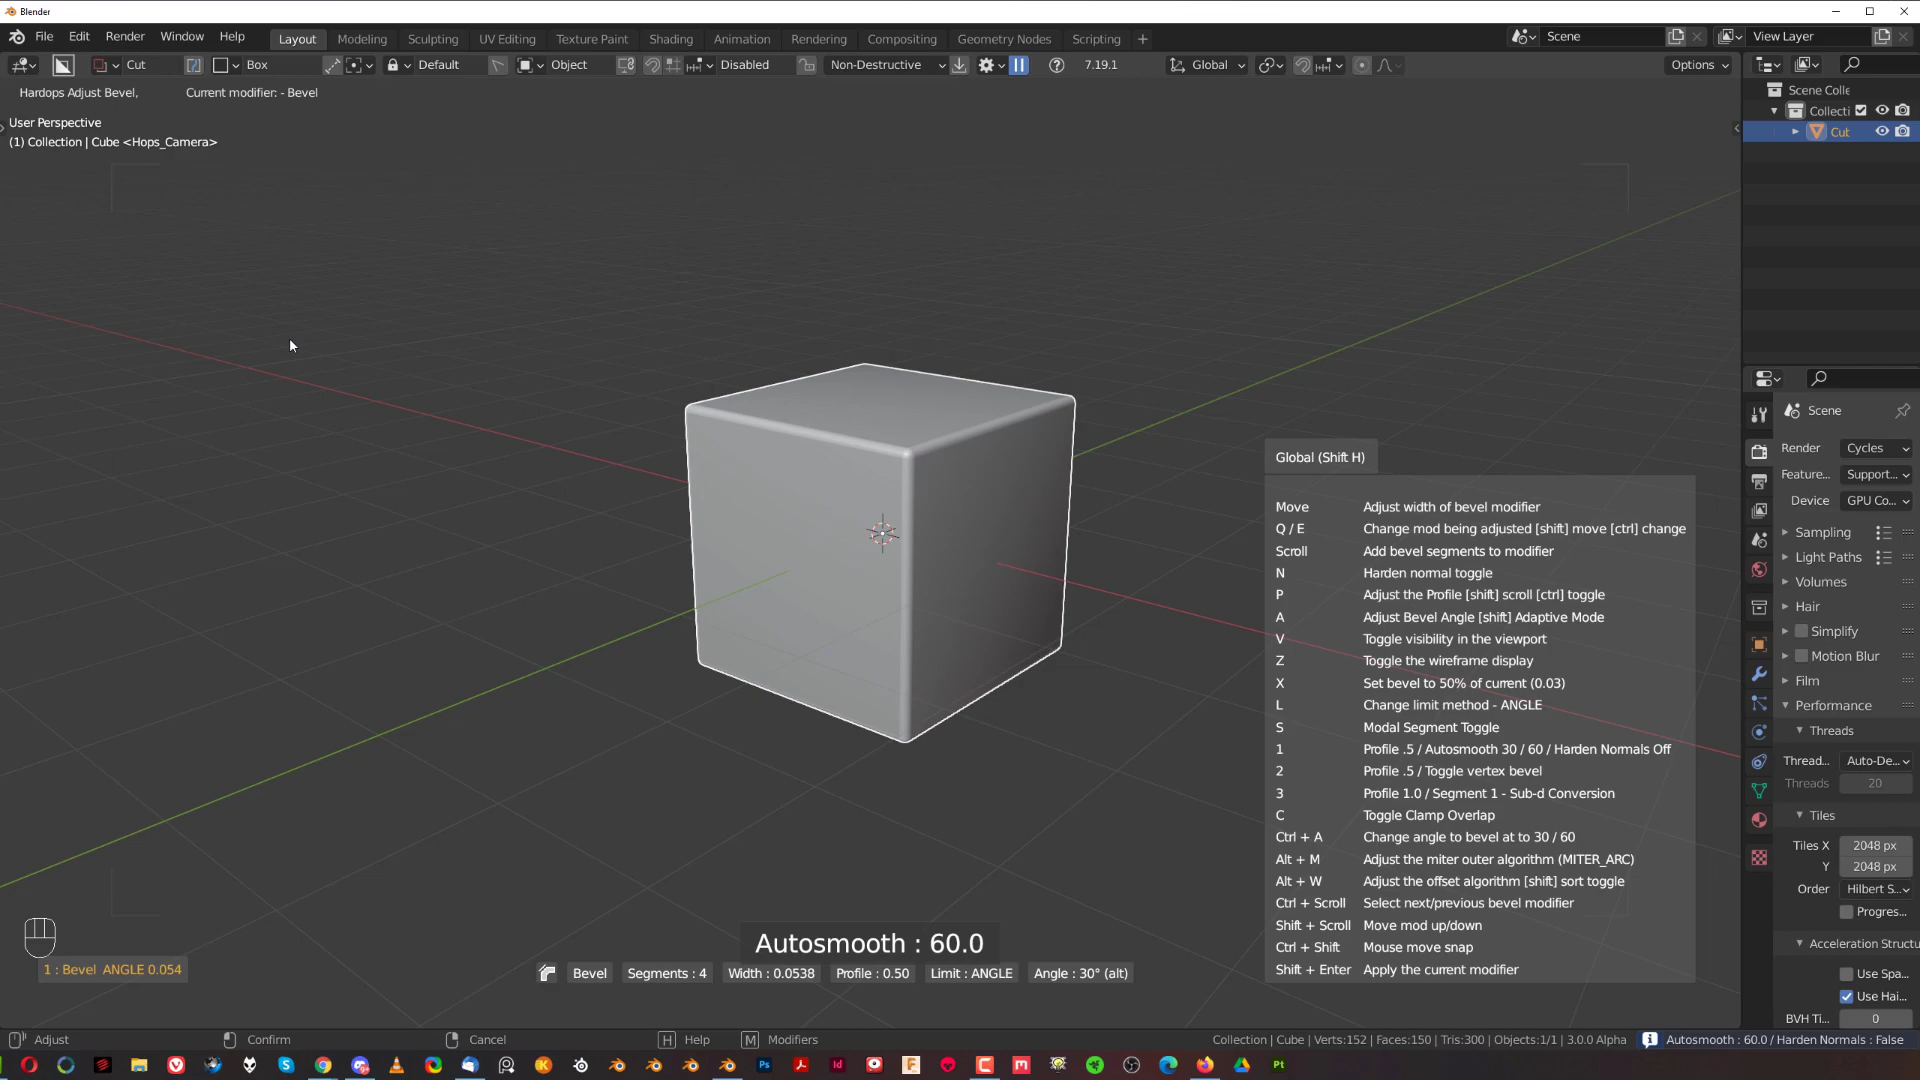 Blender
File Edit Render Window Help Layout Modeling Sculpting UV Editing Texture Paint Shading Animation Rendering Compositing Geometry Nodes Scripting + Scene View Layer
Cut Box Default Object Disabled Non-Destructive 7.19.1 Global Options
Hardops Adjust Bevel, Current modifier: - Bevel
User Perspective
(1) Collection | Cube <Hops_Camera>
Scene Colle
Collecti
Cut
Scene
Render Cycles
Feature... Support...
Device GPU Co...
Sampling
Light Paths
Volumes
Hair
Simplify
Motion Blur
Film
Performance
Threads
Thread... Auto-De...
Threads 20
Tiles
Tiles X 2048 px
Y 2048 px
Order Hilbert S...
Progres...
Acceleration Structu
Use Spa...
Use Hai...
BVH Ti... 0
Global (Shift H)
Move Adjust width of bevel modifier
Q / E Change mod being adjusted [shift] move [ctrl] change
Scroll Add bevel segments to modifier
N Harden normal toggle
P Adjust the Profile [shift] scroll [ctrl] toggle
A Adjust Bevel Angle [shift] Adaptive Mode
V Toggle visibility in the viewport
Z Toggle the wireframe display
X Set bevel to 50% of current (0.03)
L Change limit method - ANGLE
S Modal Segment Toggle
1 Profile .5 / Autosmooth 30 / 60 / Harden Normals Off
2 Profile .5 / Toggle vertex bevel
3 Profile 1.0 / Segment 1 - Sub-d Conversion
C Toggle Clamp Overlap
Ctrl + A Change angle to bevel at to 30 / 60
Alt + M Adjust the miter outer algorithm (MITER_ARC)
Alt + W Adjust the offset algorithm [shift] sort toggle
Ctrl + Scroll Select next/previous bevel modifier
Shift + Scroll Move mod up/down
Ctrl + Shift Mouse move snap
Shift + Enter Apply the current modifier
Autosmooth : 60.0
1 : Bevel ANGLE 0.054
Bevel Segments : 4 Width : 0.0538 Profile : 0.50 Limit : ANGLE Angle : 30° (alt)
Adjust Confirm Cancel H Help M Modifiers Collection | Cube | Verts:152 | Faces:150 | Tris:300 | Objects:1/1 | 3.0.0 Alpha Autosmooth : 60.0 / Harden Normals : False
Ps Id F m Pt